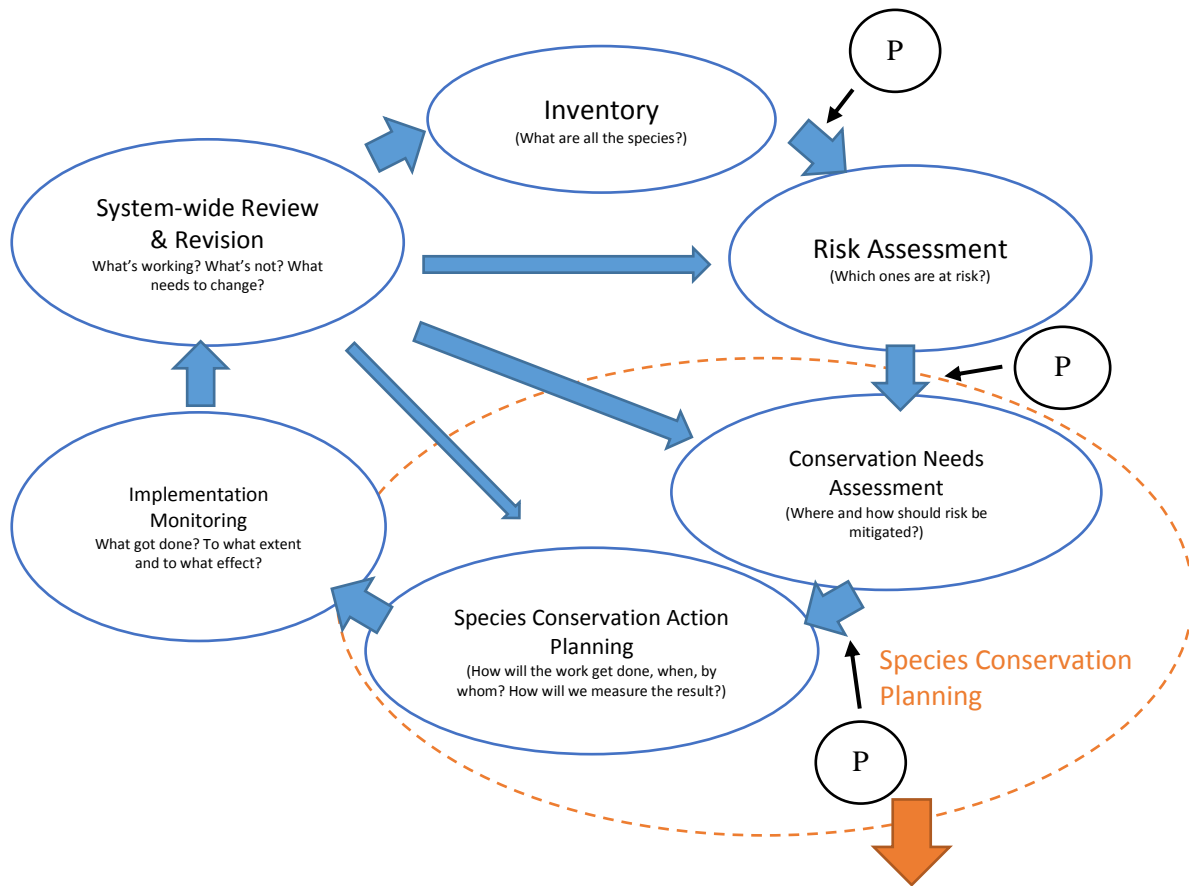 P
Inventory
(What are all the species?)
System-wide Review
& Revision
What’s working? What’s not? What
needs to change?
Risk Assessment
(Which ones are at risk?)
P
Conservation Needs
Assessment
(Where and how should risk be
mitigated?)
Implementation
Monitoring
What got done? To what extent
and to what effect?
Species Conservation Action
Planning
(How will the work get done, when, by
whom? How will we measure the result?)
Species Conservation
Planning
P